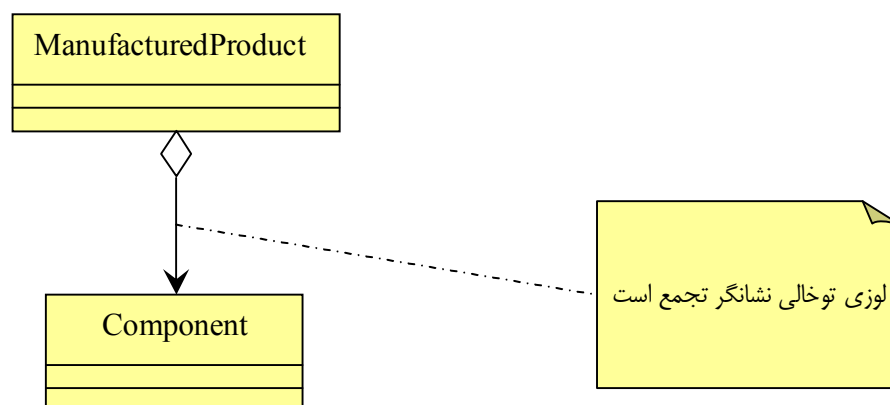 ManufacturedProduct
لوزی توخالی نشانگر تجمع است
Component